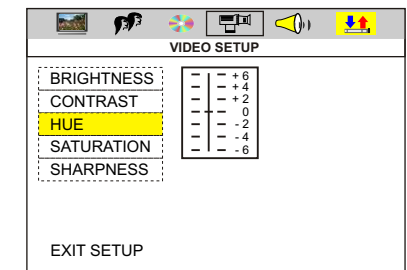 VIDEO SETUP
BRIGHTNESS
CONTRAST
HUE
SATURATION
SHARPNESS
+ 6
+ 4
+ 2
0
- 2
- 4
- 6
EXIT SETUP